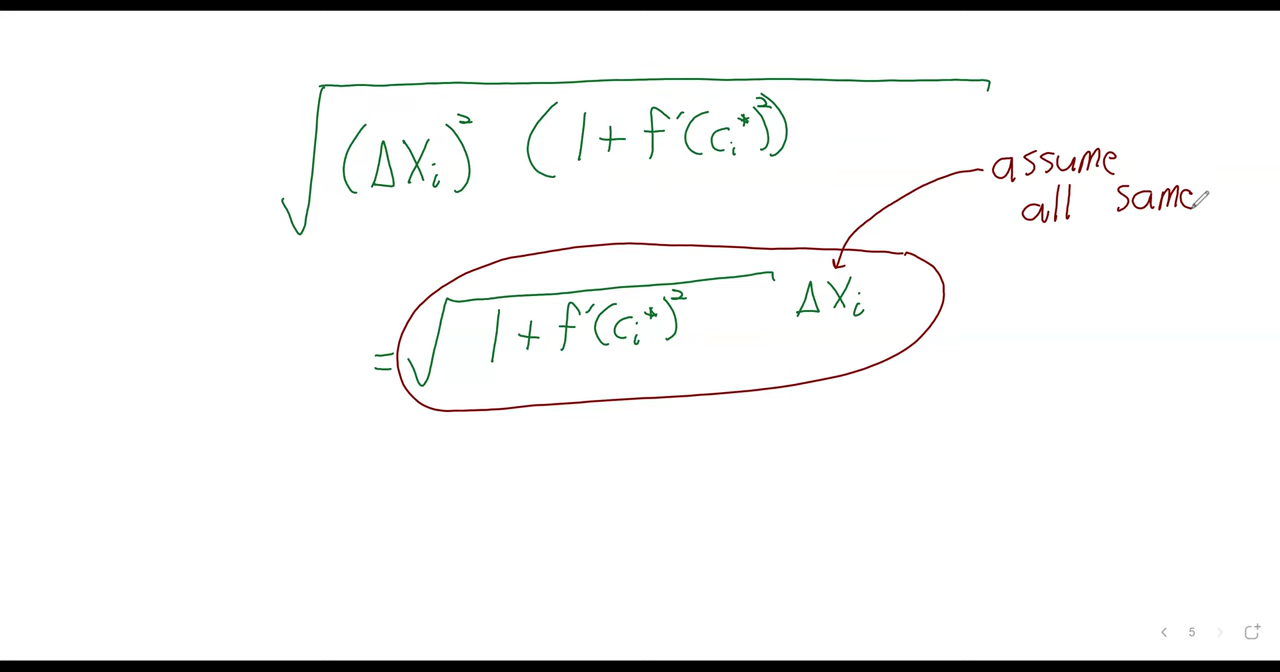 √((ΔXᵢ)² (1 + f′(cᵢ*)²))
assume
all same
= √(1 + f′(cᵢ*)²) ΔXᵢ
5